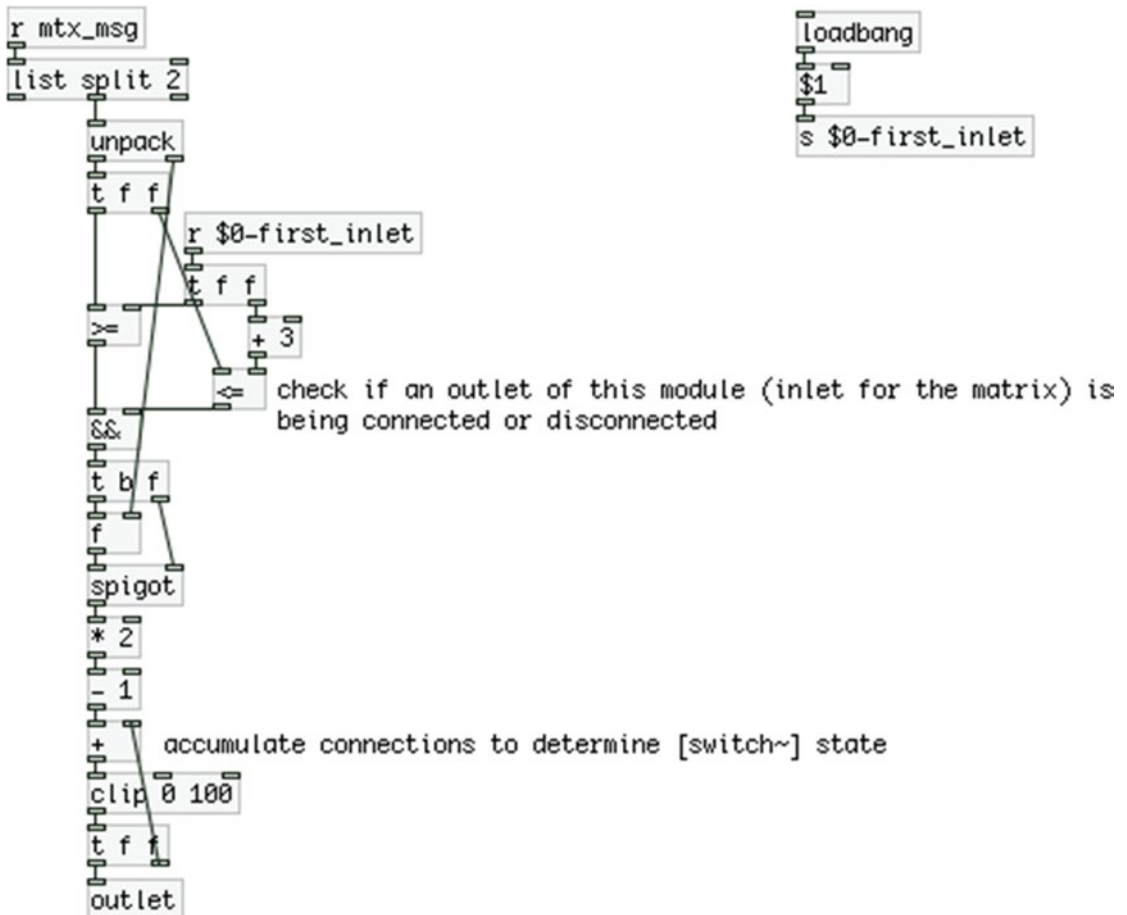 r mtx_msg
loadbang
list split 2
$1
unpack
s $0-first_inlet
t f f
r $0-first_inlet
t f f
>=
+ 3
<=
check if an outlet of this module (inlet for the matrix) is
being connected or disconnected
&&
t b f
f
spigot
* 2
- 1
+
accumulate connections to determine [switch~] state
clip 0 100
t f f
outlet